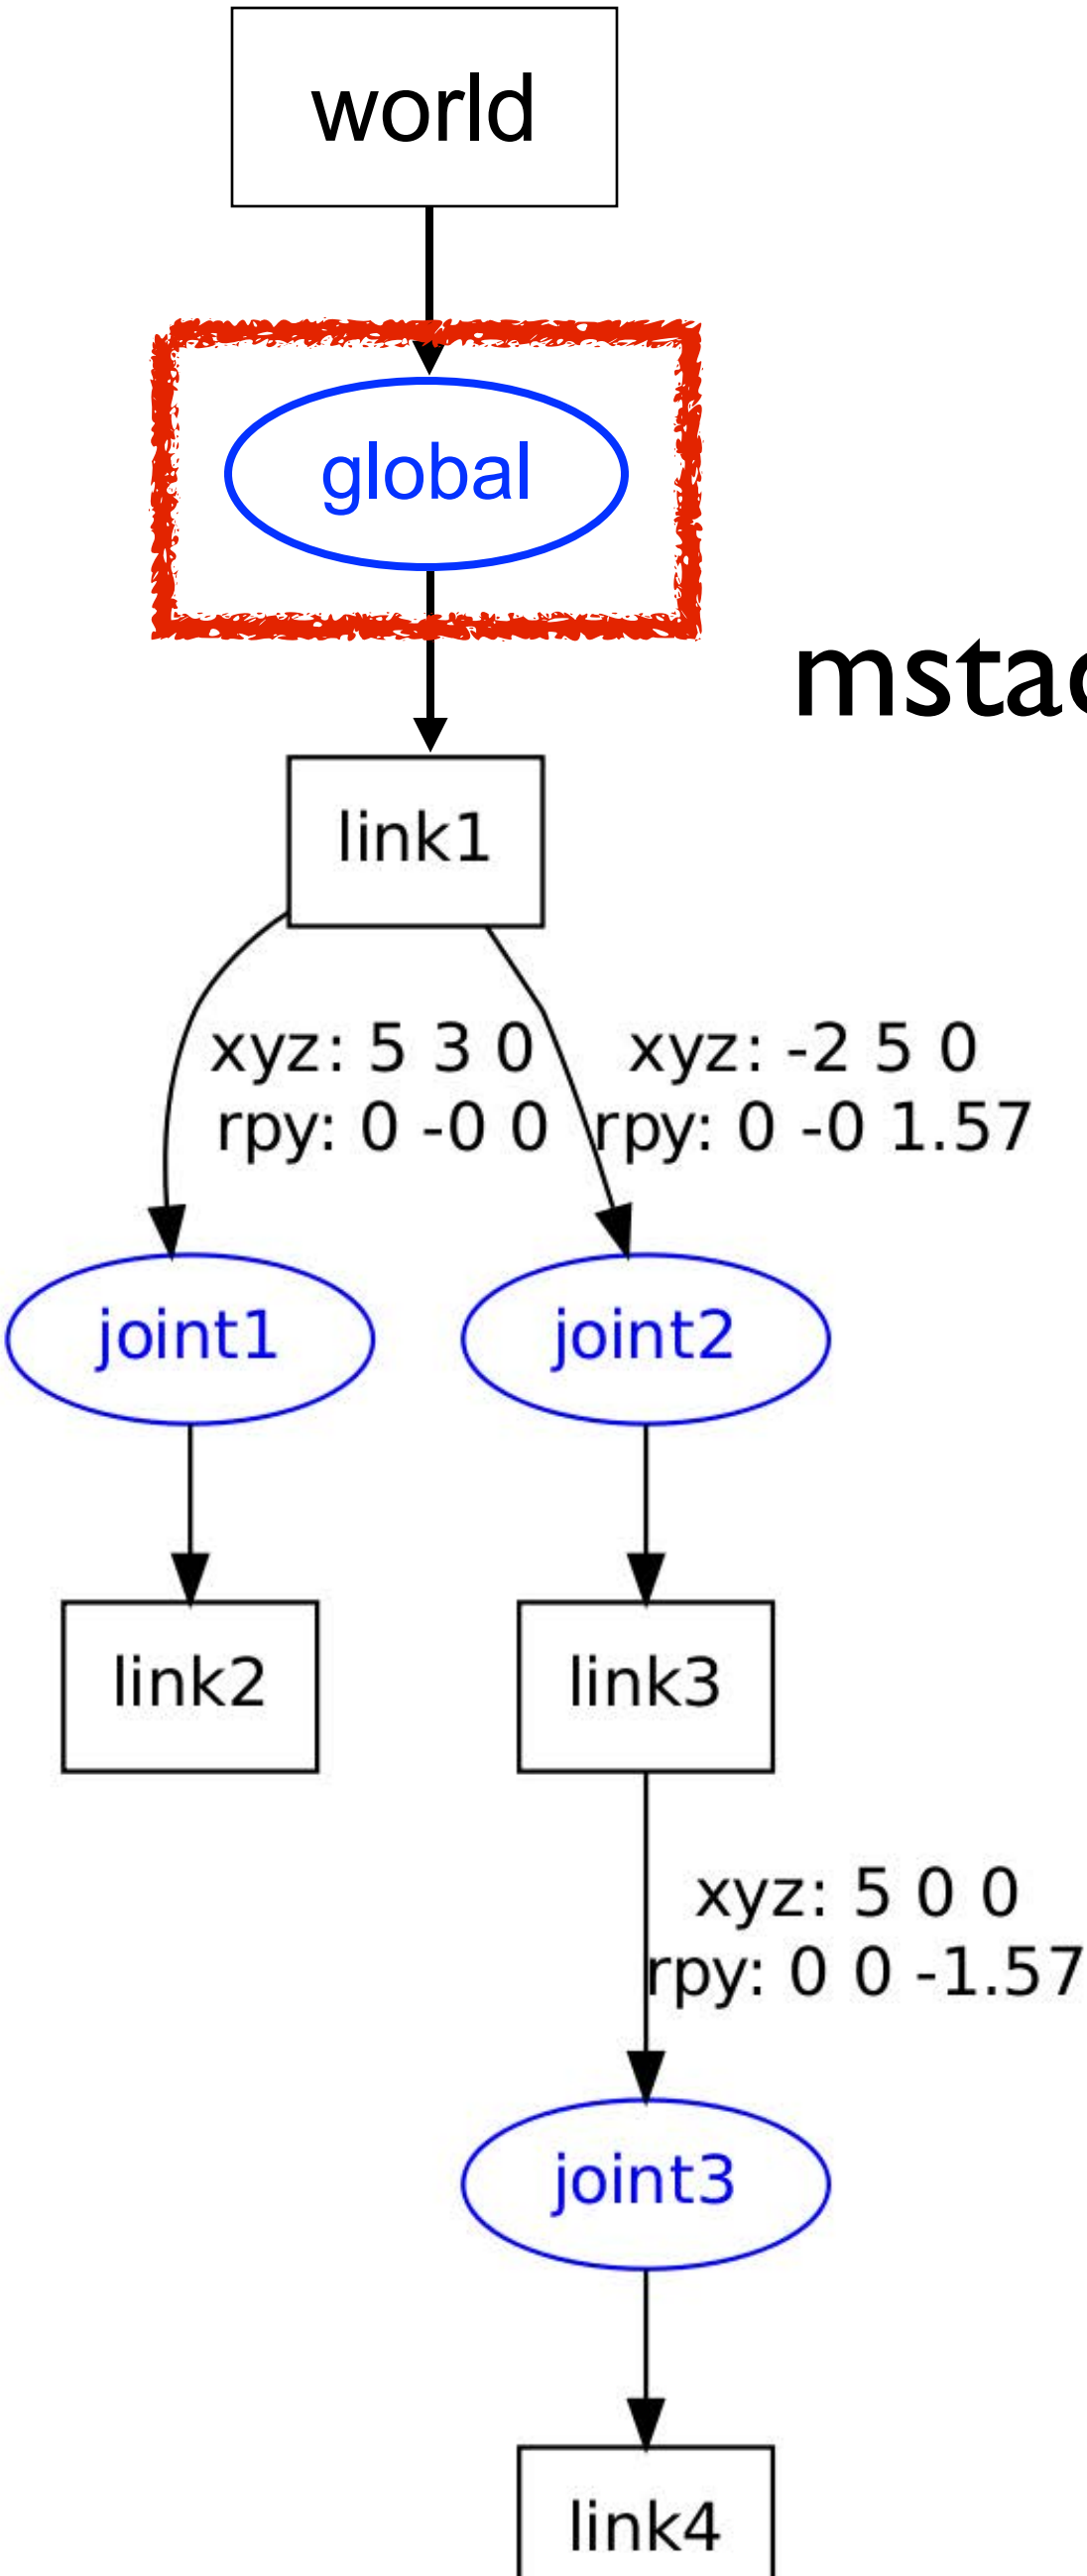 world
global
mstac
link1
xyz: 5 3 0
rpy: 0 -0 0
xyz: -2 5 0
rpy: 0 -0 1.57
joint1
joint2
link2
link3
xyz: 5 0 0
rpy: 0 0 -1.57
joint3
link4